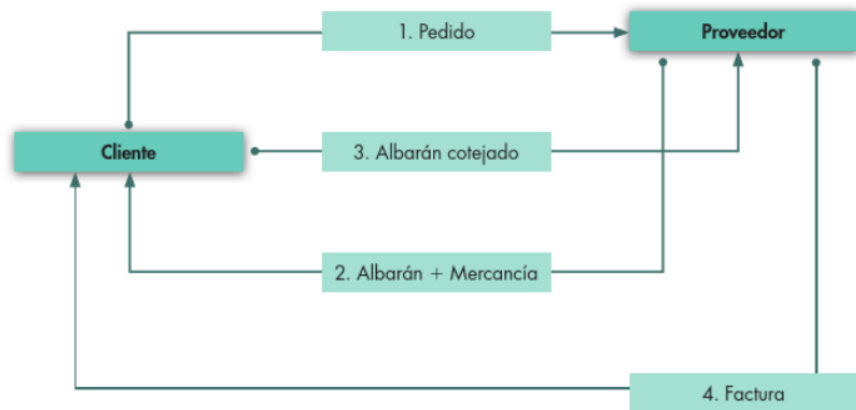 1. Pedido
Proveedor
Cliente
3. Albarán cotejado
2. Albarán + Mercancía
4. Factura